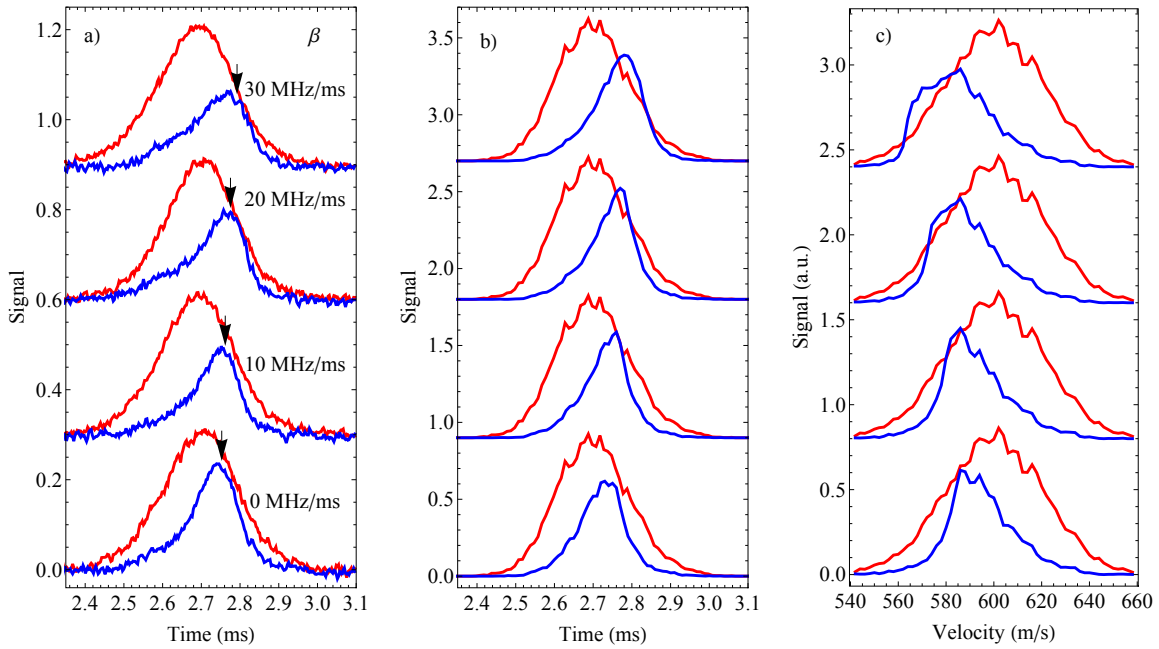 a)
β
30 MHz/ms
20 MHz/ms
10 MHz/ms
0 MHz/ms
1.2
1.0
0.8
0.6
0.4
0.2
0.0
Signal
2.4 2.5 2.6 2.7 2.8 2.9 3.0 3.1
Time (ms)
b)
3.5
3.0
2.5
2.0
1.5
1.0
0.5
0.0
Signal
2.4 2.5 2.6 2.7 2.8 2.9 3.0 3.1
Time (ms)
c)
3.0
2.5
2.0
1.5
1.0
0.5
0.0
Signal (a.u.)
540 560 580 600 620 640 660
Velocity (m/s)